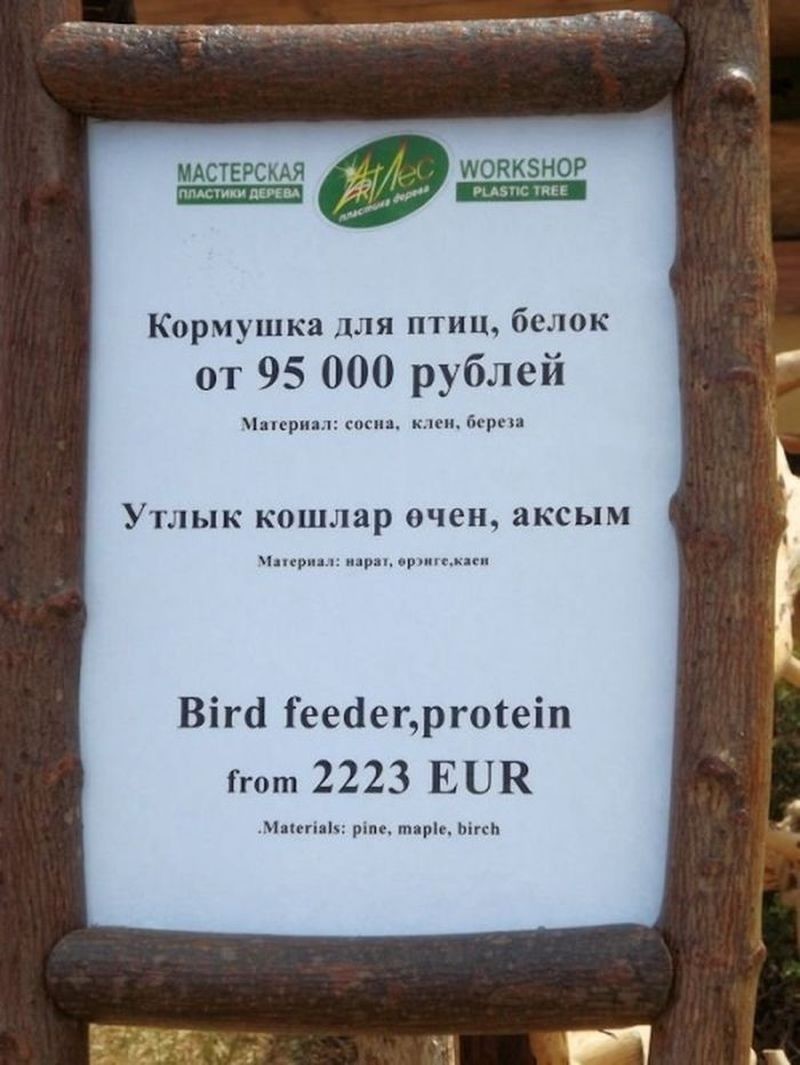 МАСТЕРСКАЯ
ПЛАСТИКИ ДЕРЕВА
Арт Лес
пластика дерева
WORKSHOP
PLASTIC TREE
Кормушка для птиц, белок
от 95 000 рублей
Материал: сосна, клен, береза
Утлык кошлар өчен, аксым
Материал: нарат, өрэнге,каен
Bird feeder,protein
from 2223 EUR
.Materials: pine, maple, birch